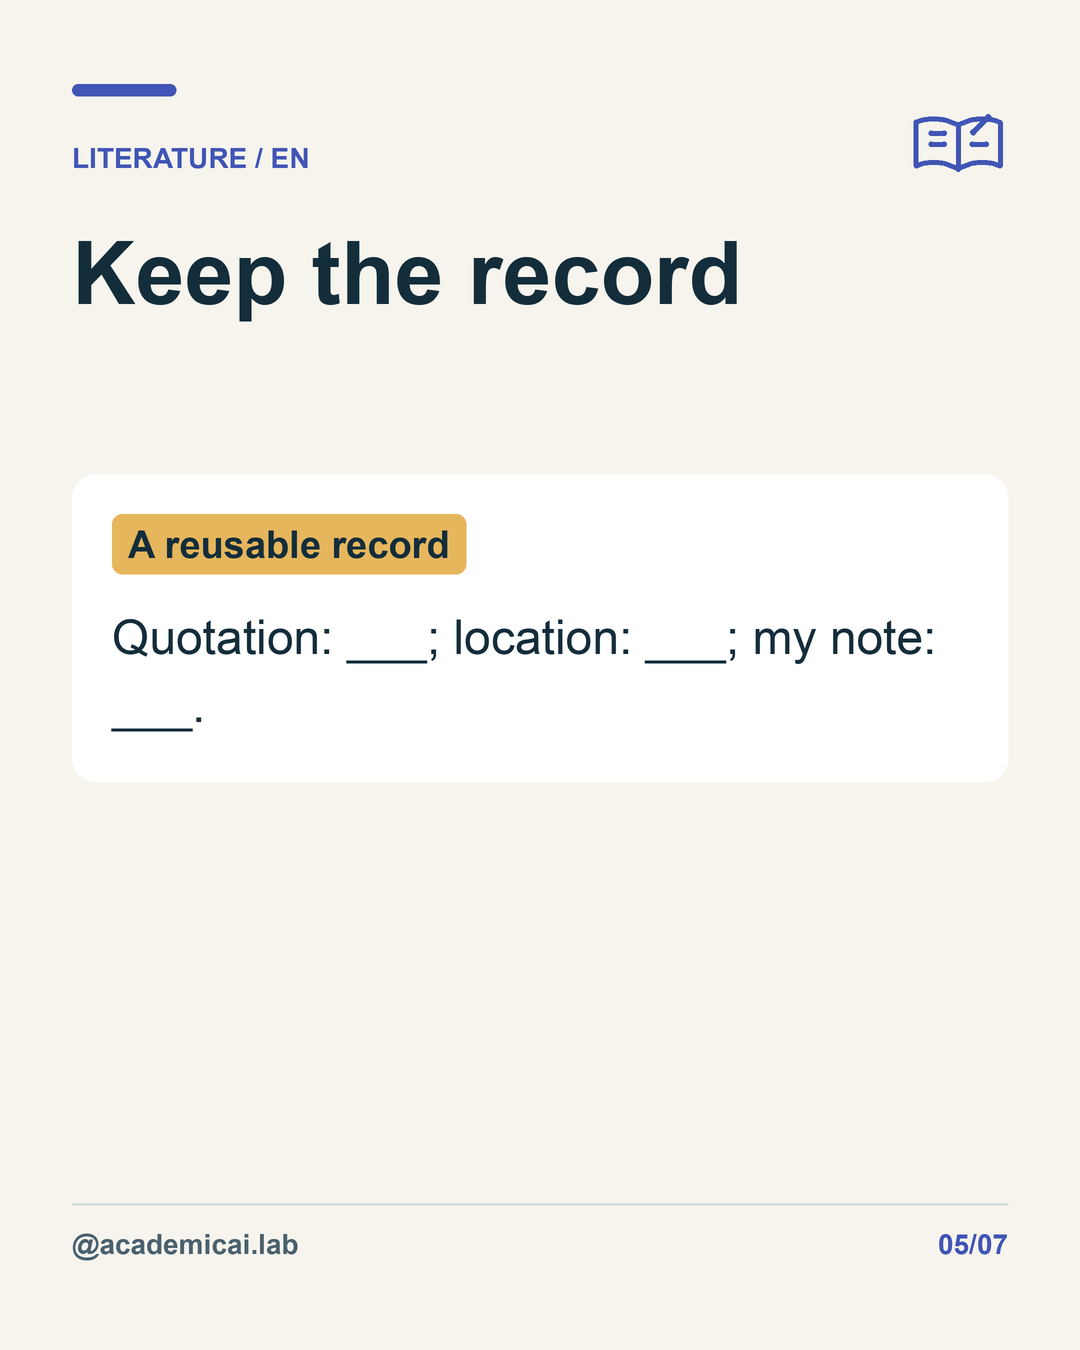 LITERATURE / EN
Keep the record
A reusable record
Quotation: ___; location: ___; my note:
___.
@academicai.lab
05/07